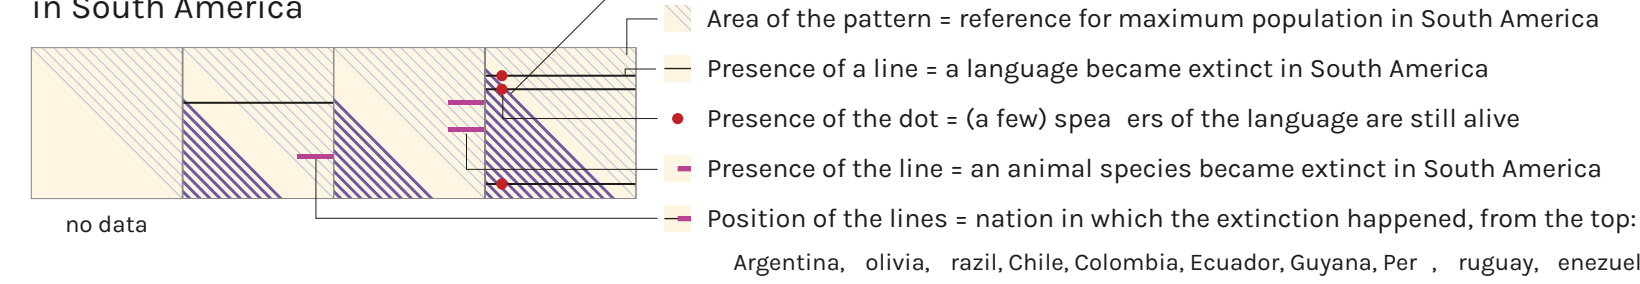 in South America
Area of the pattern = reference for maximum population in South America
Presence of a line = a language became extinct in South America
Presence of the dot = (a few) spea ers of the language are still alive
Presence of the line = an animal species became extinct in South America
Position of the lines = nation in which the extinction happened, from the top:
no data
Argentina, olivia, razil, Chile, Colombia, Ecuador, Guyana, Per , ruguay, enezuel